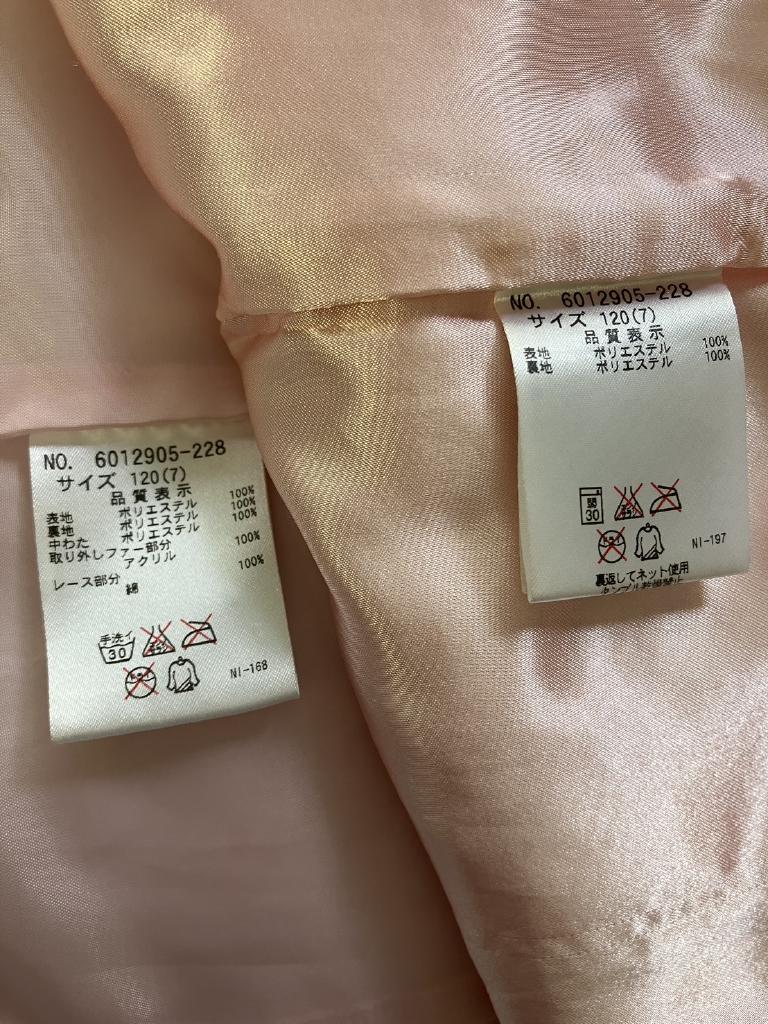 NO. 6012905-228
サイズ 120(7)
品質表示
表地 ポリエステル 100%
裏地 ポリエステル 100%
中わた ポリエステル 100%
取り外しファー部分
アクリル 100%
レース部分
綿 100%
手洗イ
30
NI-168
NO. 6012905-228
サイズ 120(7)
品質表示
表地 ポリエステル 100%
裏地 ポリエステル 100%
30
NI-197
裏返してネット使用